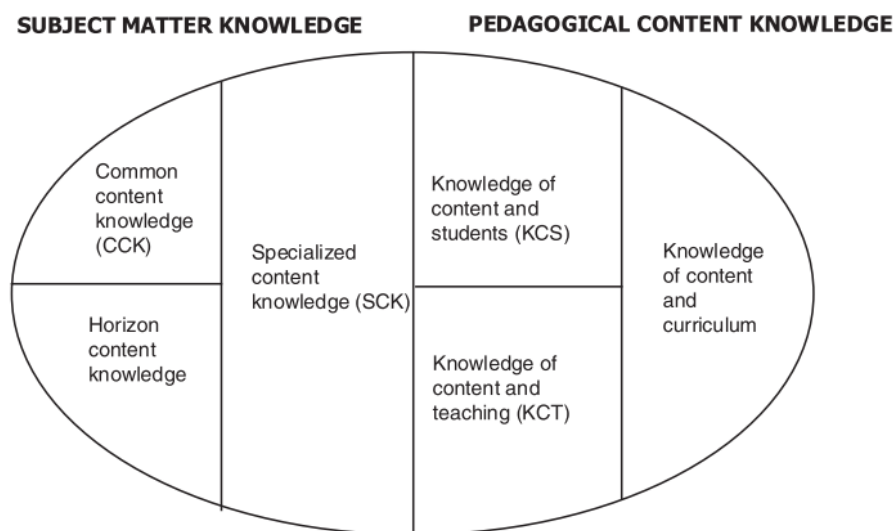 SUBJECT MATTER KNOWLEDGE
PEDAGOGICAL CONTENT KNOWLEDGE
Common
content
knowledge
(CCK)
Horizon
content
knowledge
Specialized
content
knowledge (SCK)
Knowledge of
content and
students (KCS)
Knowledge of
content and
teaching (KCT)
Knowledge
of content
and
curriculum